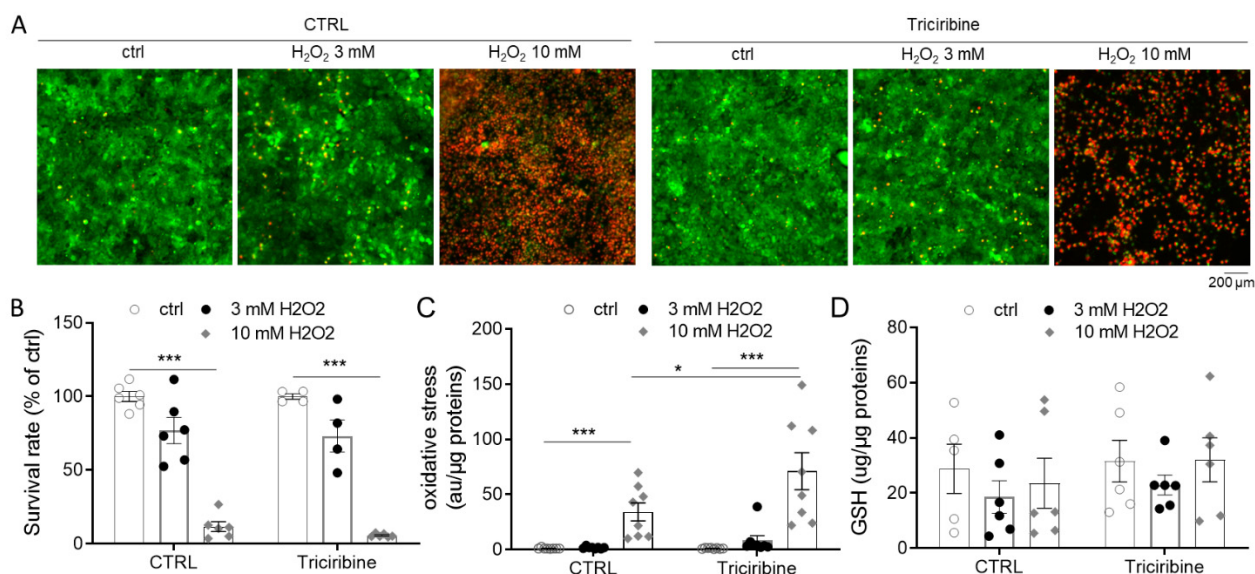 A
CTRL
Triciribine
ctrl
H₂O₂ 3 mM
H₂O₂ 10 mM
ctrl
H₂O₂ 3 mM
H₂O₂ 10 mM
200 µm
B
ctrl
3 mM H2O2
10 mM H2O2
Survival rate (% of ctrl)
150
100
50
0
***
***
CTRL
Triciribine
C
ctrl
3 mM H2O2
10 mM H2O2
oxidative stress
(au/µg proteins)
200
150
100
50
0
***
*
***
CTRL
Triciribine
D
ctrl
3 mM H2O2
10 mM H2O2
GSH (ug/µg proteins)
80
60
40
20
0
CTRL
Triciribine